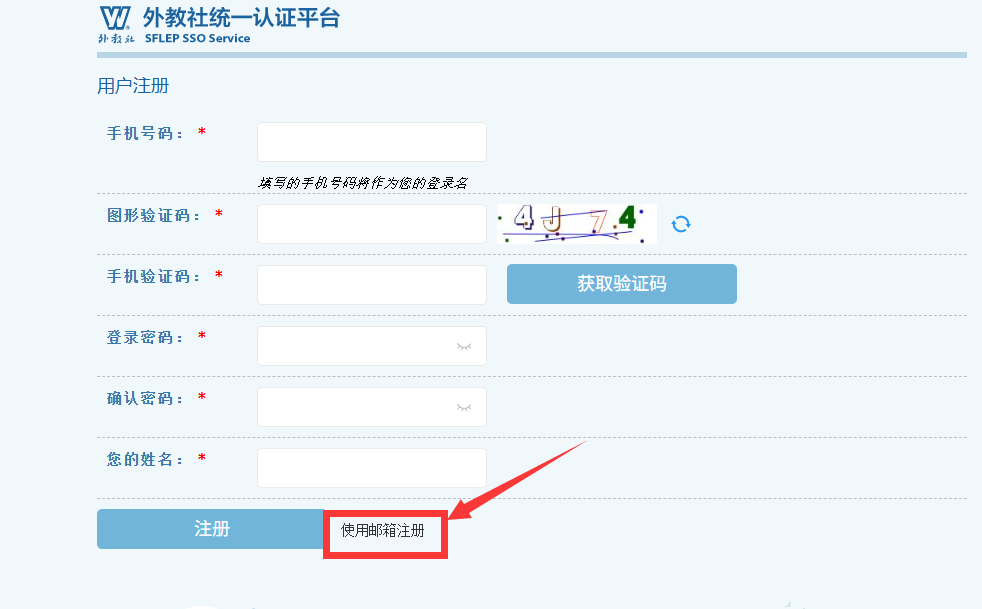 外教社统一认证平台
外教社 SFLEP SSO Service
用户注册
手机号码： *
填写的手机号码将作为您的登录名
图形验证码： *
4J74
手机验证码： *
获取验证码
登录密码： *
确认密码： *
您的姓名： *
注册
使用邮箱注册